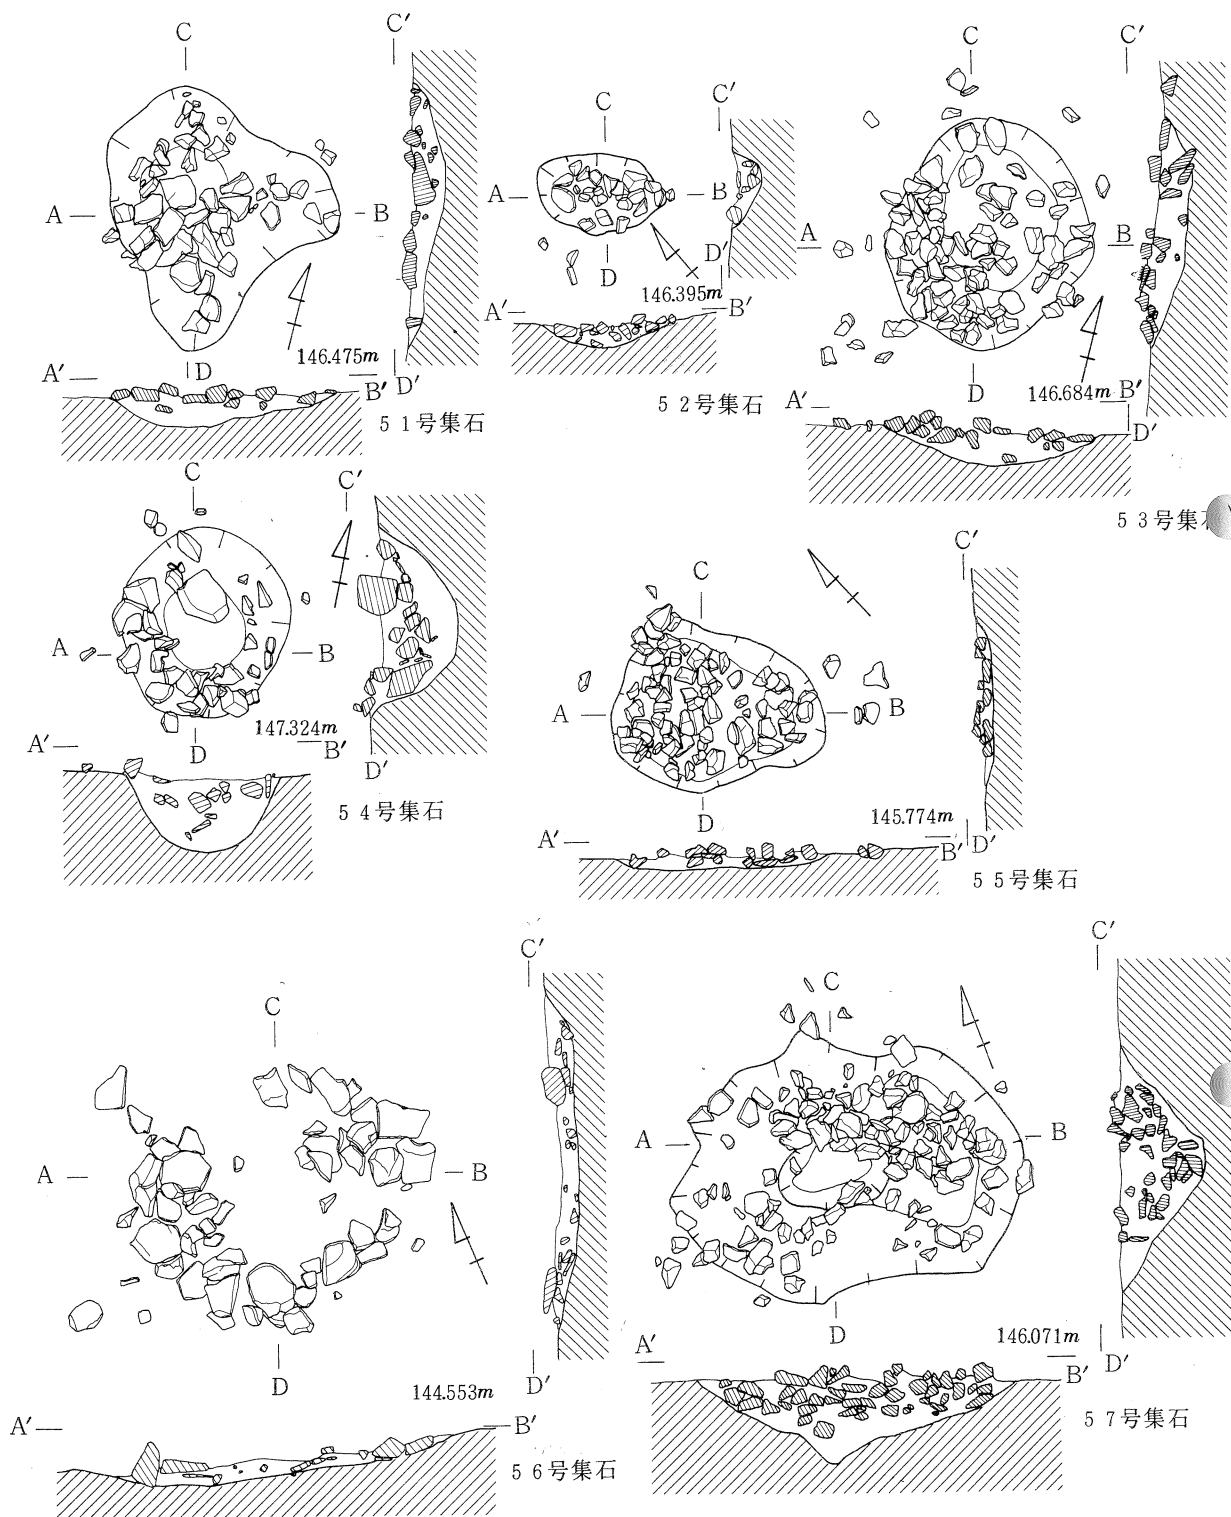 C
C′
A
B
D
146.475m
A′
B′
D′
５１号集石
C
C′
A
B
D
D′
146.395m
A′
B′
５２号集石
C
C′
A
B
D
146.684m
B′
A′
D′
５３号集
C
C′
A
B
D
147.324m
A′
B′
D′
５４号集石
C
C′
A
B
D
145.774m
A′
B′
D′
５５号集石
C
C′
A
B
D
D′
144.553m
A′
B′
５６号集石
C
C′
A
B
D
146.071m
A′
B′
D′
５７号集石